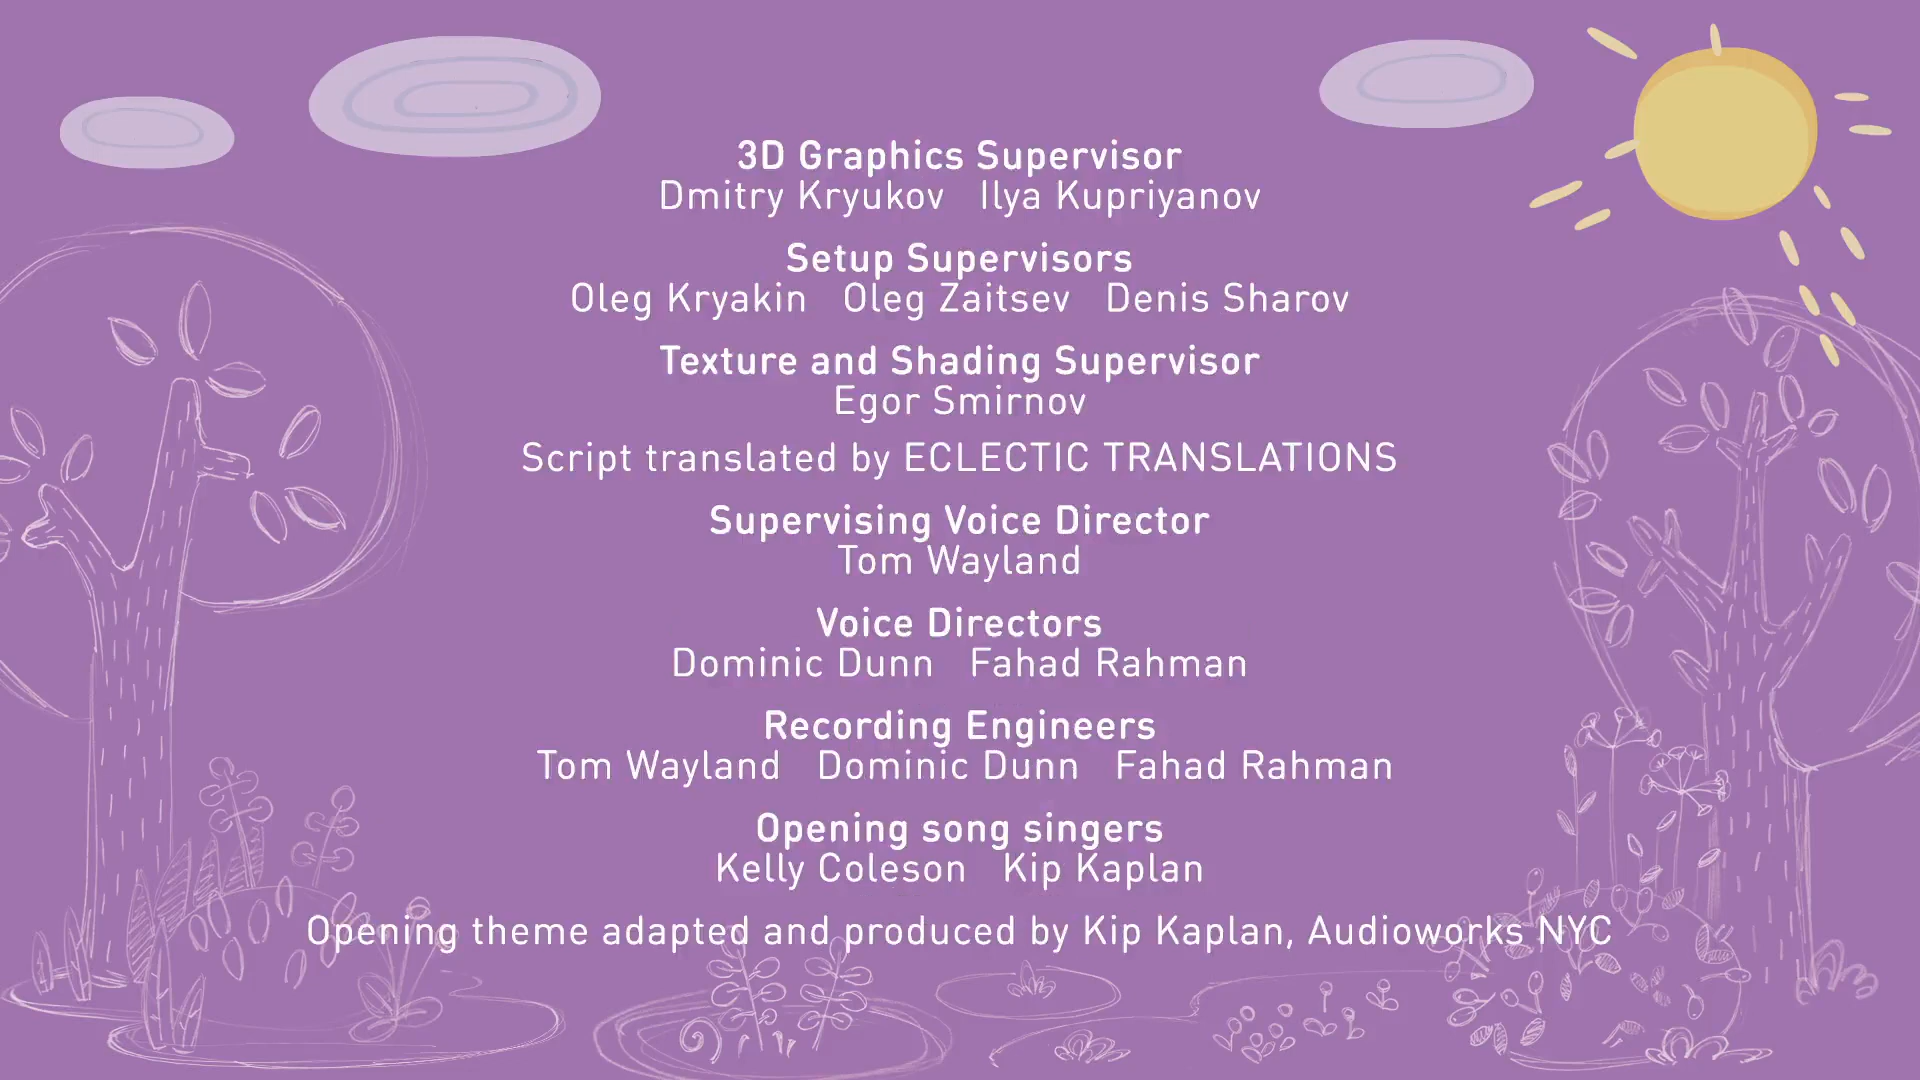 3D Graphics Supervisor
Dmitry Kryukov Ilya Kupriyanov
Setup Supervisors
Oleg Kryakin Oleg Zaitsev Denis Sharov
Texture and Shading Supervisor
Egor Smirnov
Script translated by ECLECTIC TRANSLATIONS
Supervising Voice Director
Tom Wayland
Voice Directors
Dominic Dunn Fahad Rahman
Recording Engineers
Tom Wayland Dominic Dunn Fahad Rahman
Opening song singers
Kelly Coleson Kip Kaplan
Opening theme adapted and produced by Kip Kaplan, Audioworks NYC